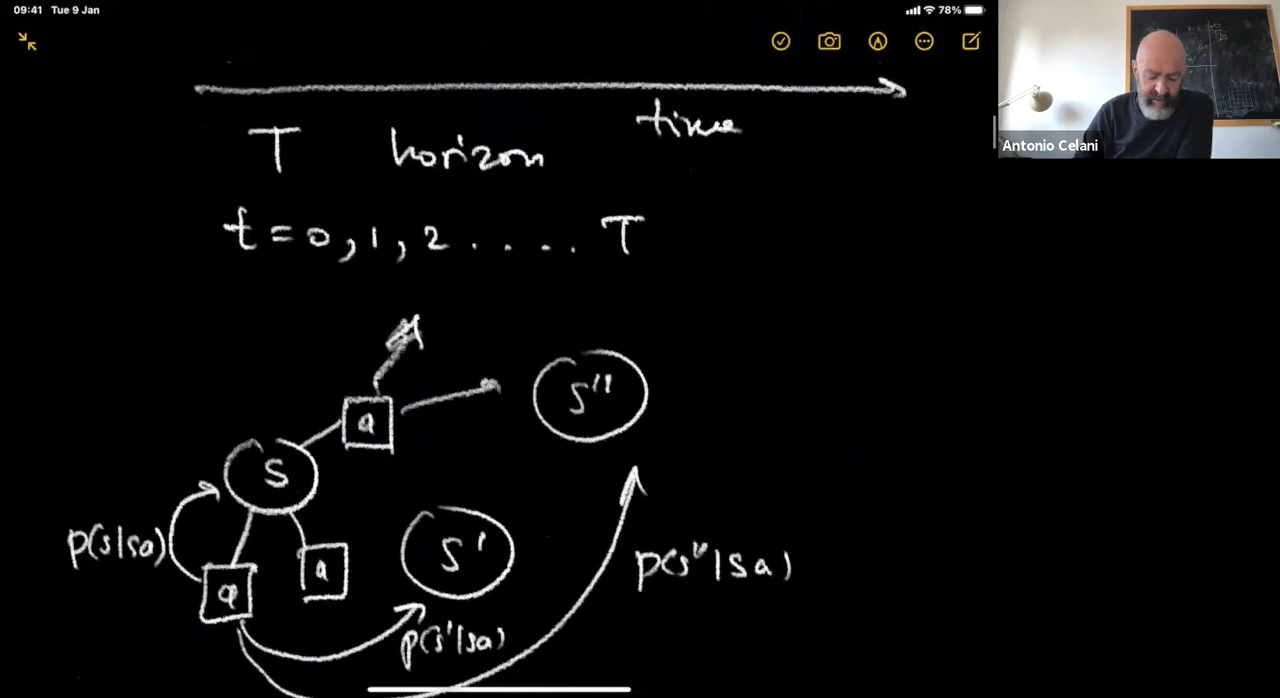 09:41 Tue 9 Jan
78%
time
T horizon
t = 0, 1, 2 . . . . . T
a
s''
s
p(s|sa)
a
a
s'
p(s''|sa)
p(s'|sa)
Antonio Celani